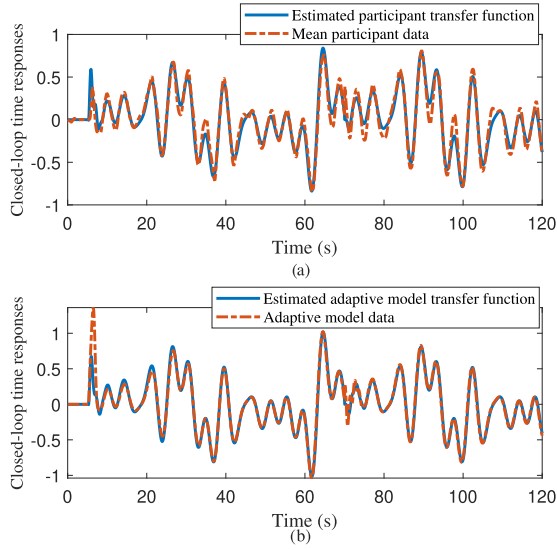 (a)
Estimated participant transfer function
Mean participant data
Closed-loop time responses
1
0.5
0
-0.5
-1
0 20 40 60 80 100 120
Time (s)
(a)
(b)
Estimated adaptive model transfer function
Adaptive model data
Closed-loop time responses
1
0.5
0
-0.5
-1
0 20 40 60 80 100 120
Time (s)
(b)